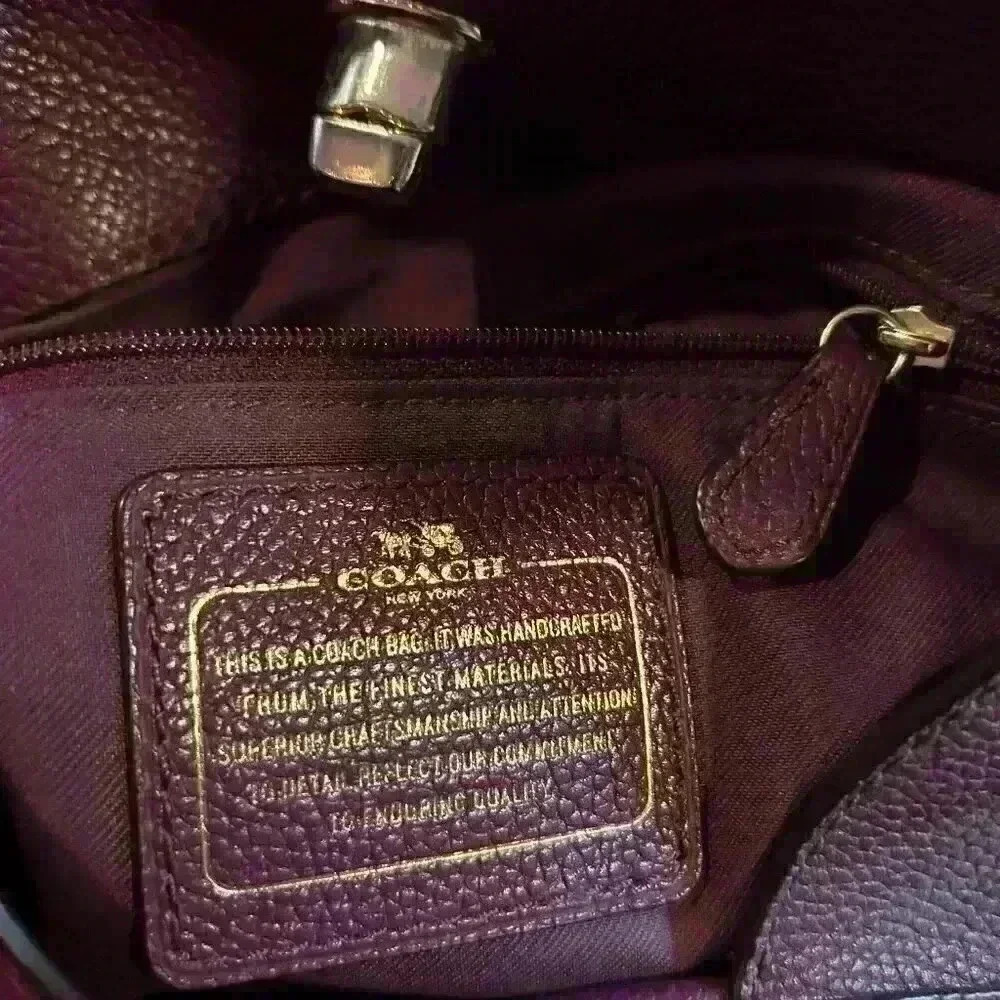 COACH
NEW YORK
THIS IS A COACH BAG. IT WAS HANDCRAFTED
FROM THE FINEST MATERIALS. ITS
SUPERIOR CRAFTSMANSHIP AND ATTENTION
TO DETAIL REFLECT OUR COMMITMENT
TO ENDURING QUALITY